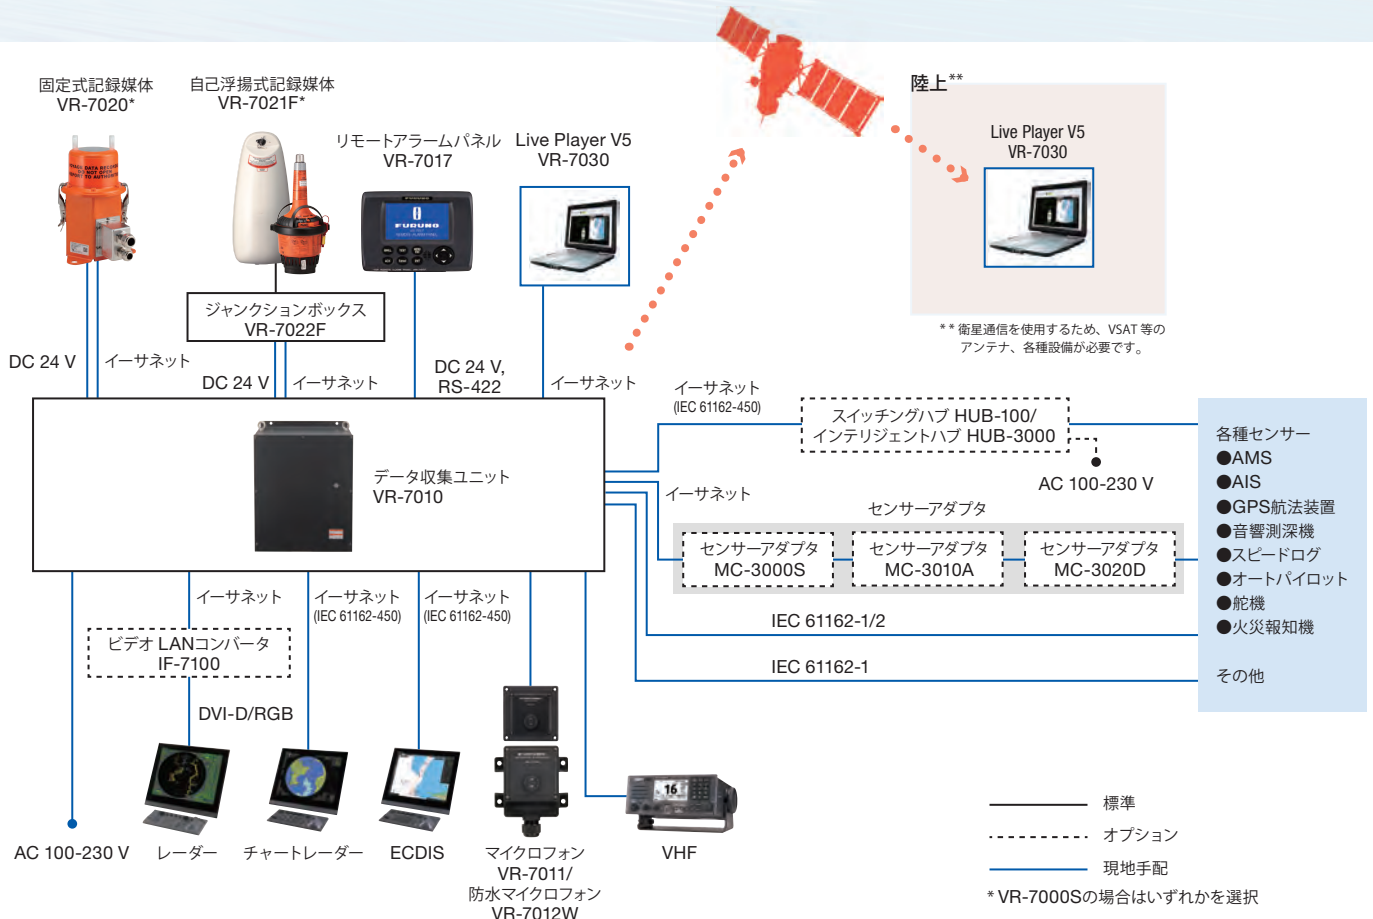 固定式記録媒体
VR-7020*
自己浮揚式記録媒体
VR-7021F*
リモートアラームパネル
VR-7017
Live Player V5
VR-7030
陸上**
Live Player V5
VR-7030
** 衛星通信を使用するため、VSAT 等の
アンテナ、各種設備が必要です。
FURUNO
ジャンクションボックス
VR-7022F
DC 24 V
イーサネット
DC 24 V
イーサネット
DC 24 V,
RS-422
イーサネット
データ収集ユニット
VR-7010
イーサネット
(IEC 61162-450)
スイッチングハブ HUB-100/
インテリジェントハブ HUB-3000
AC 100-230 V
イーサネット
センサーアダプタ
センサーアダプタ
MC-3000S
センサーアダプタ
MC-3010A
センサーアダプタ
MC-3020D
IEC 61162-1/2
IEC 61162-1
各種センサー
●AMS
●AIS
●GPS航法装置
●音響測深機
●スピードログ
●オートパイロット
●舵機
●火災報知機
その他
イーサネット
ビデオ LANコンバータ
IF-7100
DVI-D/RGB
イーサネット
(IEC 61162-450)
イーサネット
(IEC 61162-450)
16
AC 100-230 V
レーダー
チャートレーダー
ECDIS
マイクロフォン
VR-7011/
防水マイクロフォン
VR-7012W
VHF
標準
オプション
現地手配
* VR-7000Sの場合はいずれかを選択